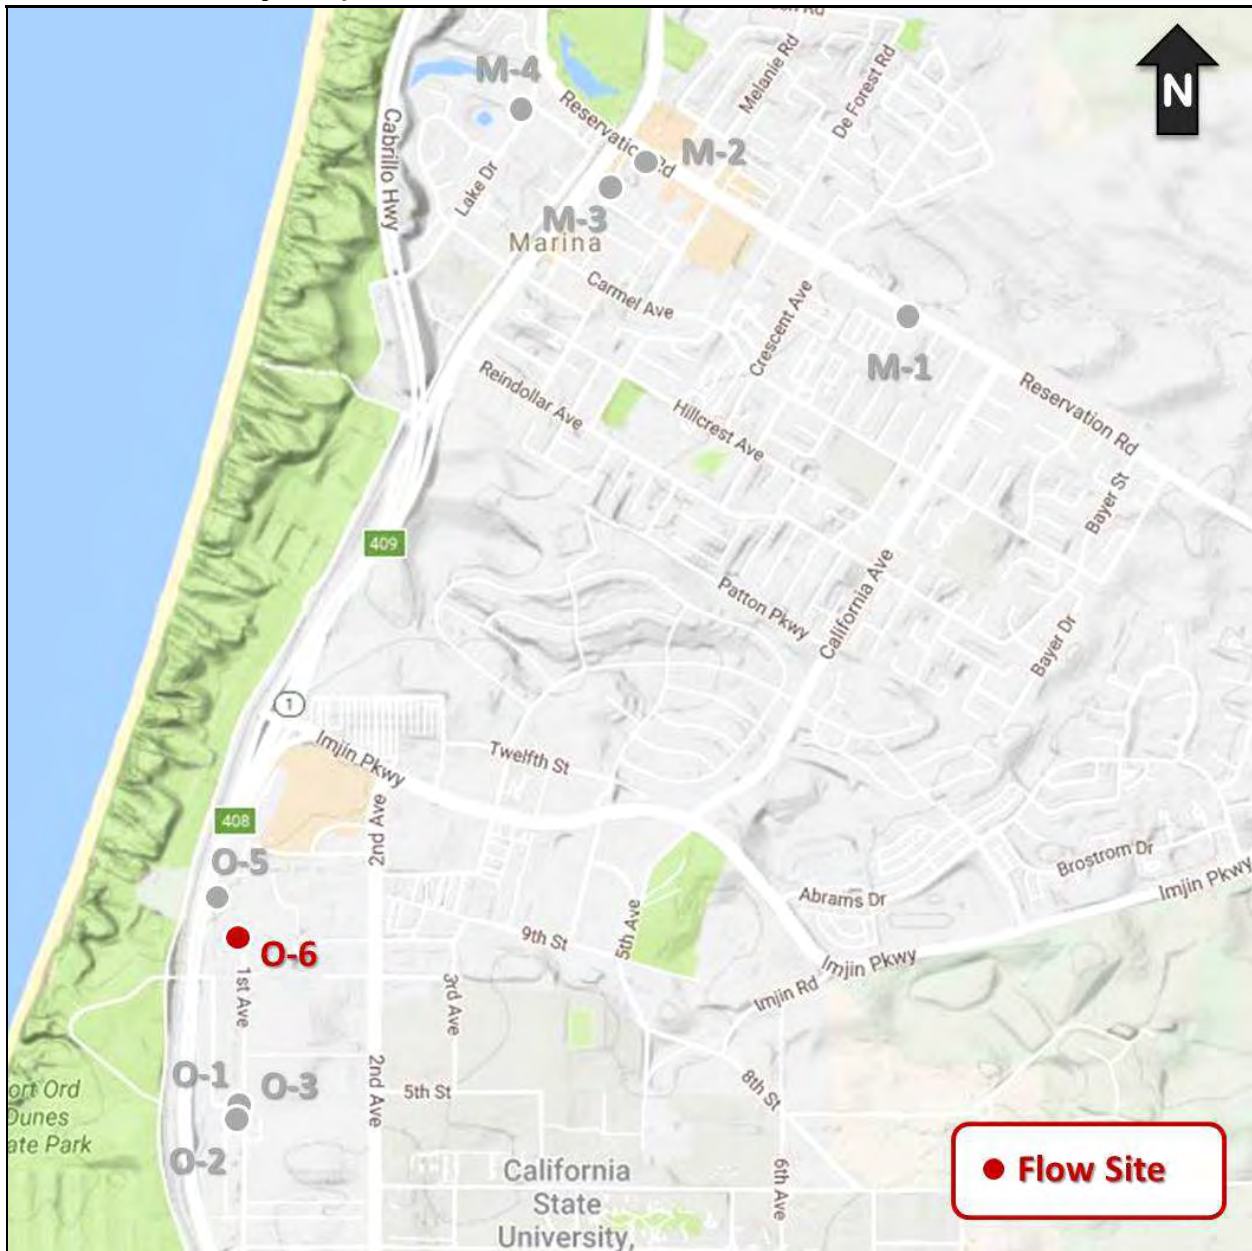 N
M-4
Melanie Rd
De Forest Rd
Cabrillo Hwy
Reservation Rd
M-2
Lake Dr
M-3
Marina
Carmel Ave
Crescent Ave
M-1
Reindollar Ave
Hillcrest Ave
Reservation Rd
Bayer St
409
Patton Pkwy
California Ave
Bayer Dr
1
Imjin Pkwy
Twelfth St
408
2nd Ave
O-5
Brostrom Dr
Imjin Pkwy
Abrams Dr
9th St
5th Ave
O-6
Imjin Pkwy
Imjin Rd
1st Ave
3rd Ave
O-1
O-3
2nd Ave
5th St
8th St
ort Ord
Dunes
ate Park
O-2
6th Ave
California
State
University,
Flow Site